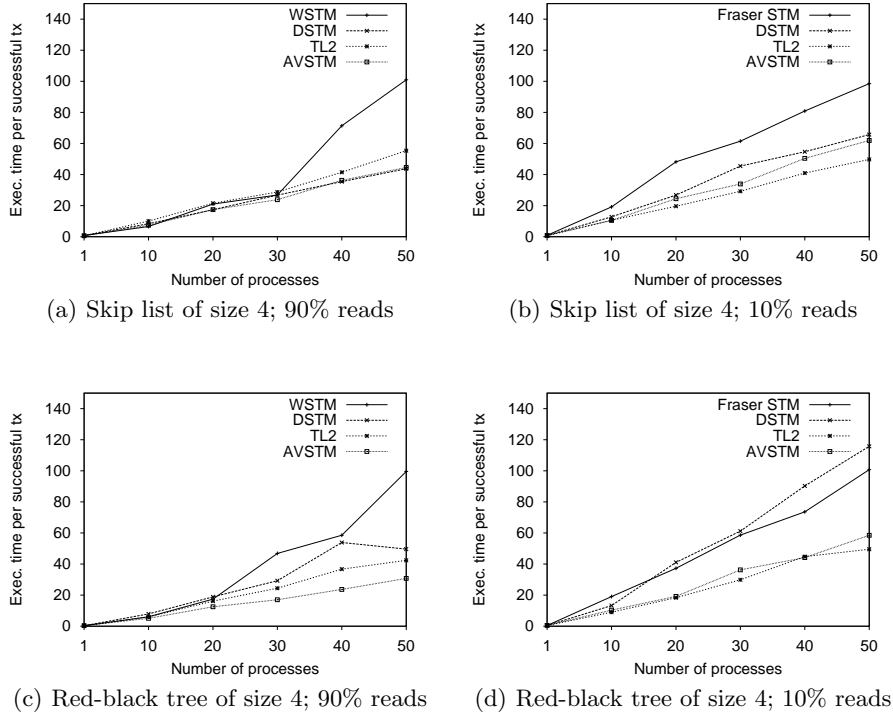 WSTM
DSTM
TL2
AVSTM
Exec. time per successful tx
140
120
100
80
60
40
20
0
1 10 20 30 40 50
Number of processes
(a) Skip list of size 4; 90% reads
Fraser STM
DSTM
TL2
AVSTM
Exec. time per successful tx
140
120
100
80
60
40
20
0
1 10 20 30 40 50
Number of processes
(b) Skip list of size 4; 10% reads
WSTM
DSTM
TL2
AVSTM
Exec. time per successful tx
140
120
100
80
60
40
20
0
1 10 20 30 40 50
Number of processes
(c) Red-black tree of size 4; 90% reads
Fraser STM
DSTM
TL2
AVSTM
Exec. time per successful tx
140
120
100
80
60
40
20
0
1 10 20 30 40 50
Number of processes
(d) Red-black tree of size 4; 10% reads